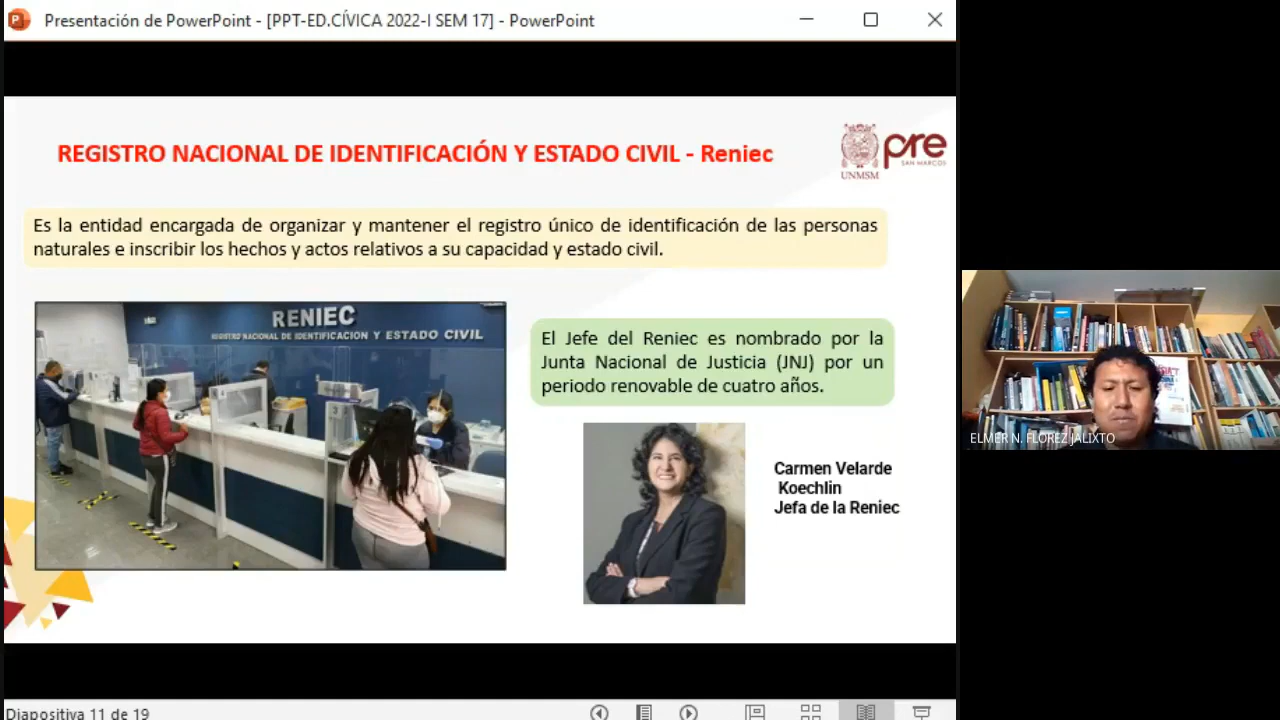 Presentación de PowerPoint - [PPT-ED.CÍVICA 2022-I SEM 17] - PowerPoint
REGISTRO NACIONAL DE IDENTIFICACIÓN Y ESTADO CIVIL - Reniec
UNMSM
pre
SAN MARCOS
Es la entidad encargada de organizar y mantener el registro único de identificación de las personas
naturales e inscribir los hechos y actos relativos a su capacidad y estado civil.
RENIEC
REGISTRO NACIONAL DE IDENTIFICACION Y ESTADO CIVIL
3
El Jefe del Reniec es nombrado por la
Junta Nacional de Justicia (JNJ) por un
periodo renovable de cuatro años.
Carmen Velarde
Koechlin
Jefa de la Reniec
ELMER N. FLOREZ JALIXTO
Diapositiva 11 de 19